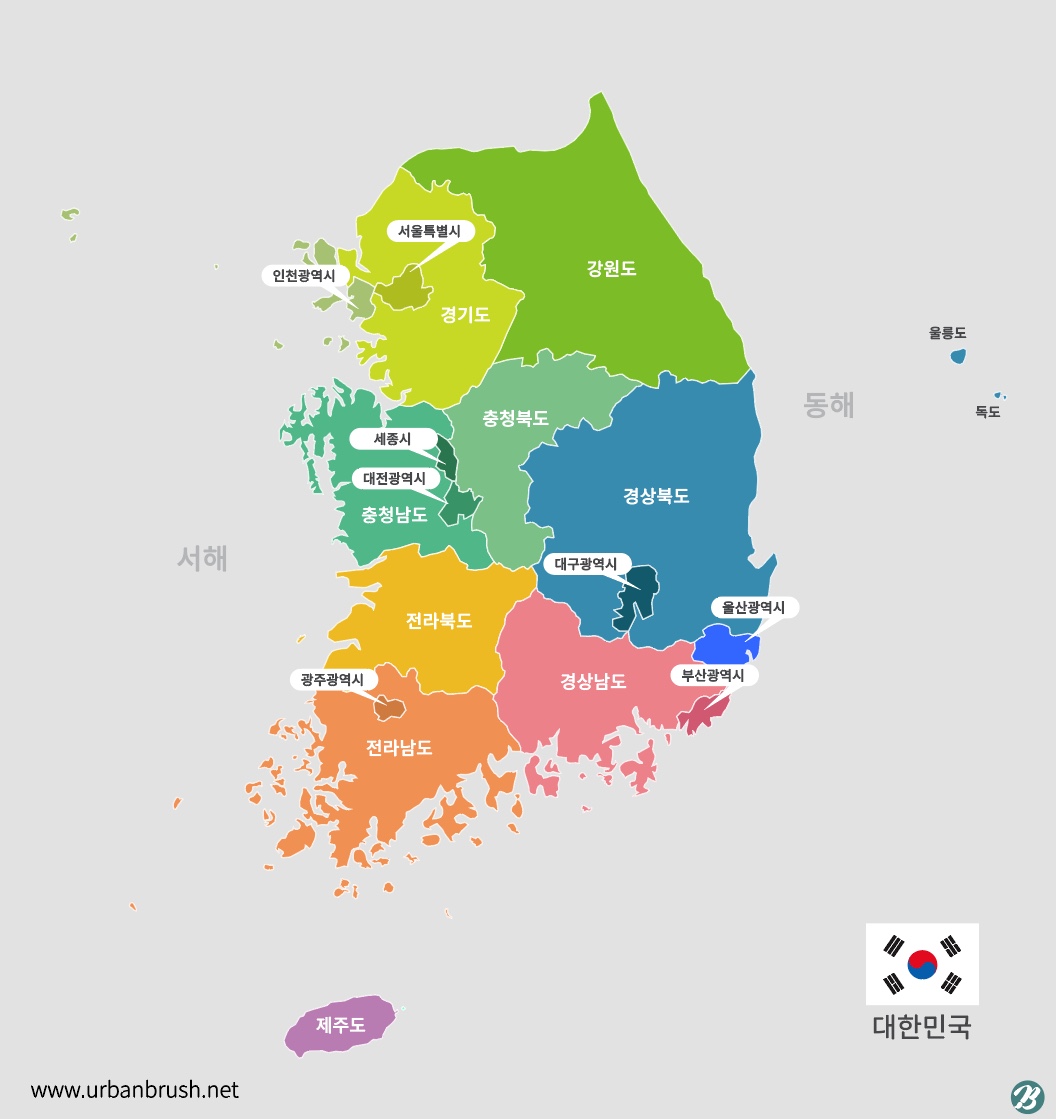 서울특별시
인천광역시
강원도
경기도
울릉도
동해
독도
충청북도
세종시
대전광역시
충청남도
경상북도
서해
대구광역시
울산광역시
전라북도
부산광역시
광주광역시
경상남도
전라남도
대한민국
제주도
www.urbanbrush.net
B